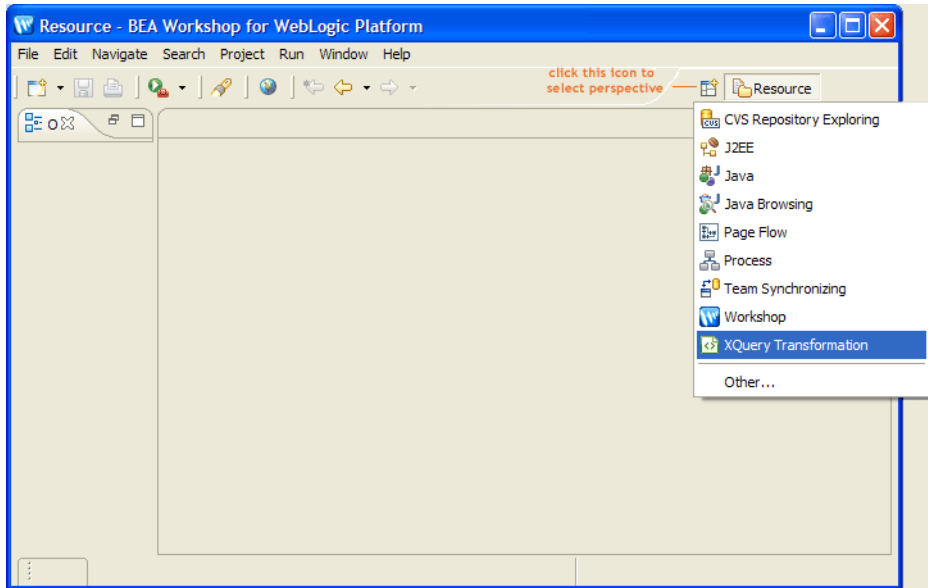 Resource - BEA Workshop for WebLogic Platform
File Edit Navigate Search Project Run Window Help
click this icon to
select perspective
Resource
o
CVS Repository Exploring
J2EE
Java
Java Browsing
Page Flow
Process
Team Synchronizing
Workshop
XQuery Transformation
Other...